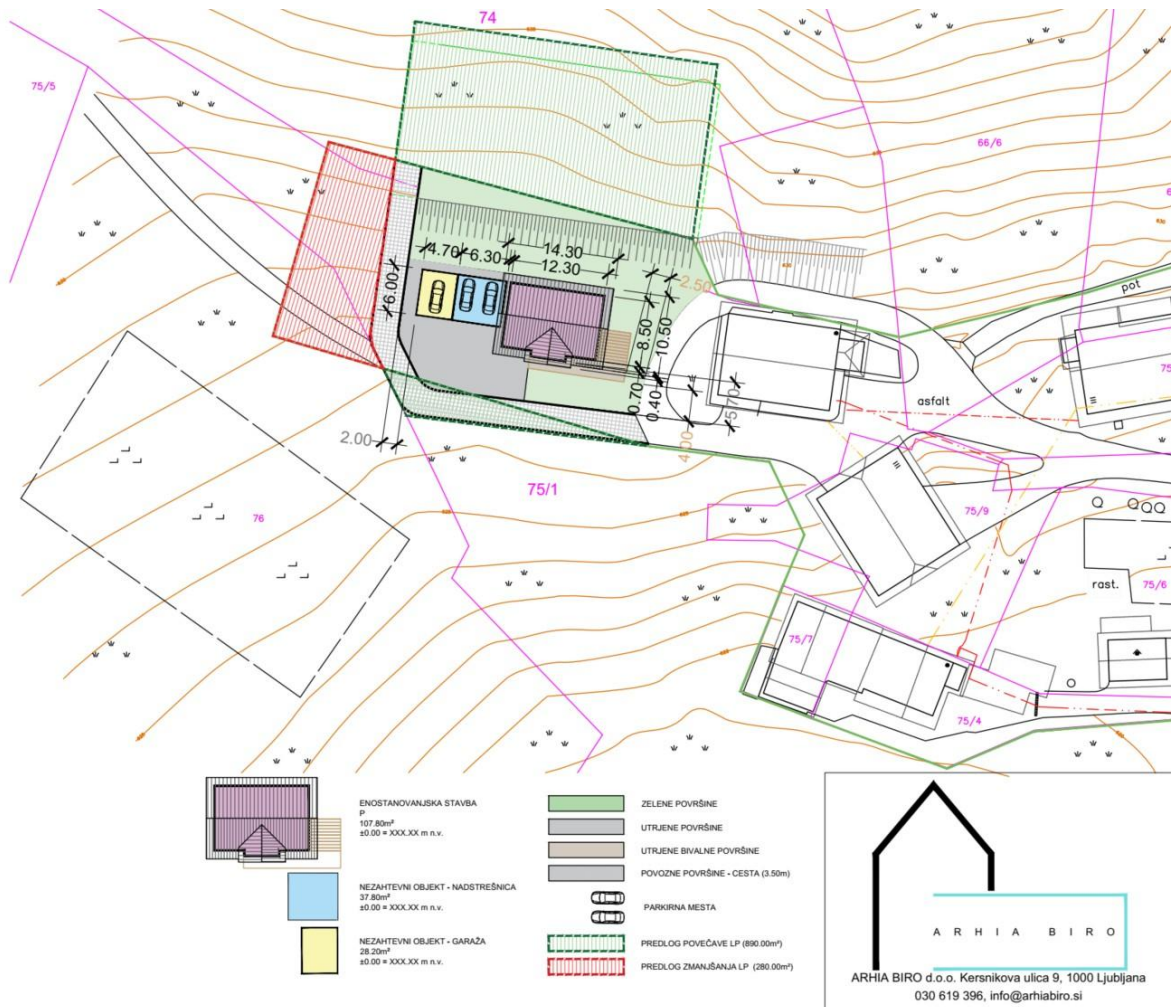 74
630
75/5
66/6
630
630
14.30
4.70
6.30
12.30
2.50
6.00
8.50
10.50
pot
0.70
0.40
5.70
4.00
asfalt
2.00
75/1
76
75/9
rast.
75/6
75/7
75/4
ENOSTANOVANJSKA STAVBA
P
107.80m²
±0.00 = XXX.XX m n.v.
NEZAHTEVNI OBJEKT - NADSTREŠNICA
37.80m²
±0.00 = XXX.XX m n.v.
NEZAHTEVNI OBJEKT - GARAŽA
28.20m²
±0.00 = XXX.XX m n.v.
ZELENE POVRŠINE
UTRJENE POVRŠINE
UTRJENE BIVALNE POVRŠINE
POVOZNE POVRŠINE - CESTA (3.50m)
PARKIRNA MESTA
PREDLOG POVEČAVE LP (890.00m²)
PREDLOG ZMANJŠANJA LP (280.00m²)
ARHIA BIRO
ARHIA BIRO d.o.o. Kersnikova ulica 9, 1000 Ljubljana
030 619 396, info@arhiabiro.si